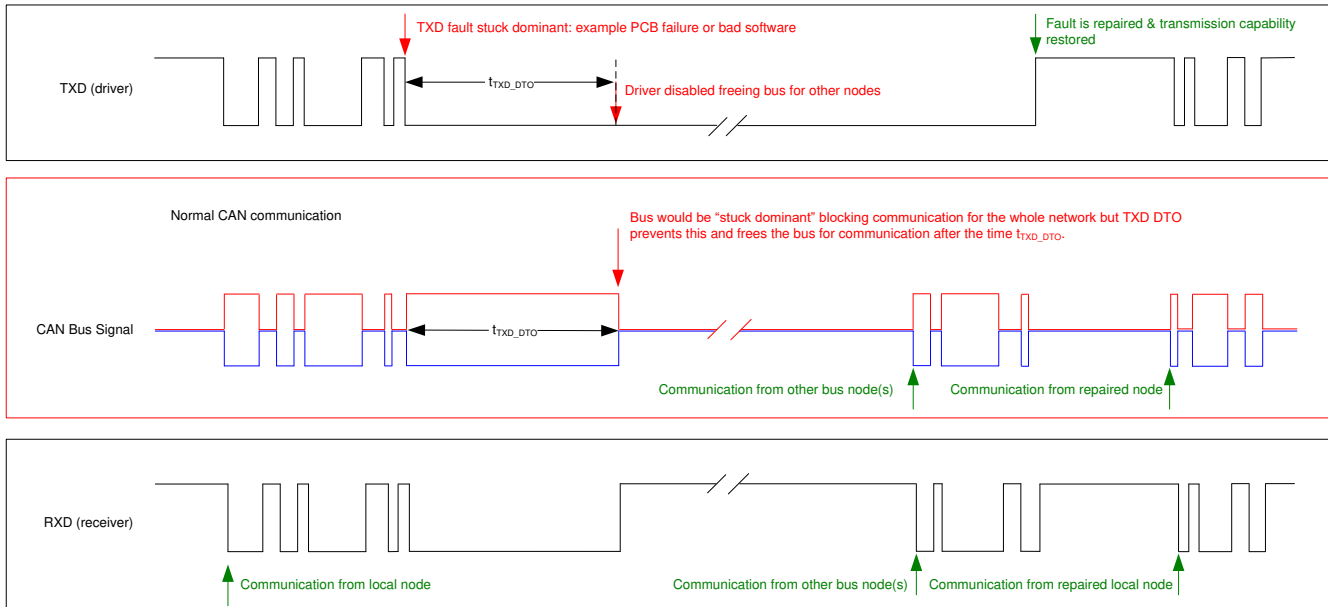 TXD fault stuck dominant: example PCB failure or bad software
Fault is repaired & transmission capability
restored
TXD (driver)
tTXD_DTO
Driver disabled freeing bus for other nodes
Normal CAN communication
Bus would be “stuck dominant” blocking communication for the whole network but TXD DTO
prevents this and frees the bus for communication after the time tTXD_DTO.
CAN Bus Signal
tTXD_DTO
Communication from other bus node(s)
Communication from repaired node
RXD (receiver)
Communication from local node
Communication from other bus node(s)
Communication from repaired local node